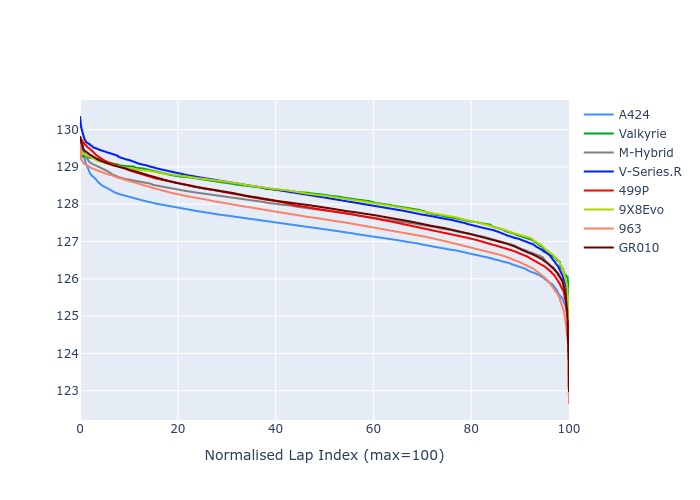 130
129
128
127
126
125
124
123
0 20 40 60 80 100
Normalised Lap Index (max=100)
A424
Valkyrie
M-Hybrid
V-Series.R
499P
9X8Evo
963
GR010